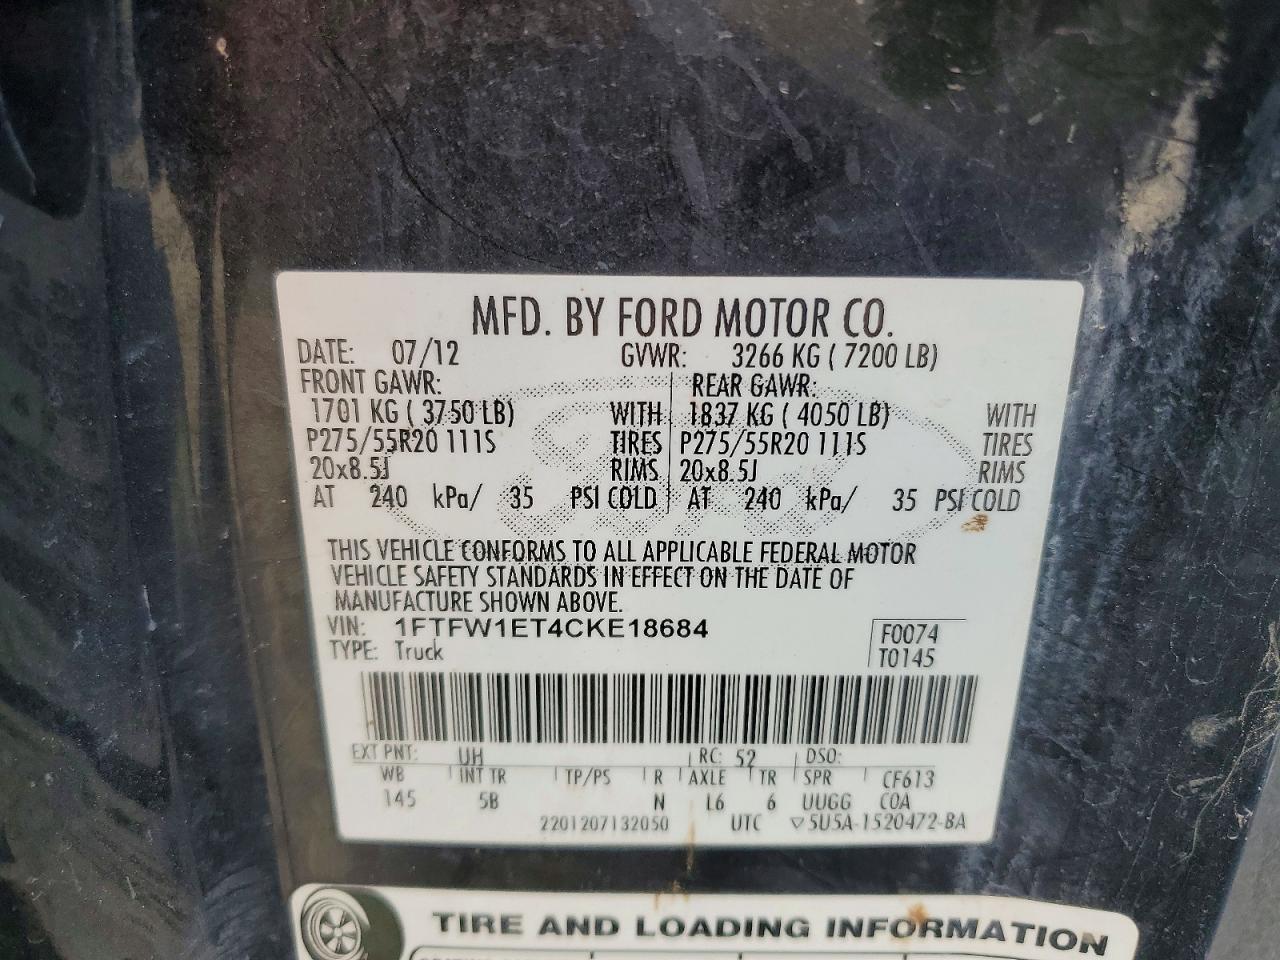 MFD. BY FORD MOTOR CO.
DATE: 07/12 GVWR: 3266 KG ( 7200 LB)
FRONT GAWR: REAR GAWR:
1701 KG ( 3750 LB) WITH 1837 KG ( 4050 LB) WITH
P275/55R20 111S TIRES P275/55R20 111S TIRES
20x8.5J RIMS 20x8.5J RIMS
AT 240 kPa/ 35 PSI COLD AT 240 kPa/ 35 PSI COLD
THIS VEHICLE CONFORMS TO ALL APPLICABLE FEDERAL MOTOR
VEHICLE SAFETY STANDARDS IN EFFECT ON THE DATE OF
MANUFACTURE SHOWN ABOVE.
VIN: 1FTFW1ET4CKE18684 F0074
TYPE: Truck T0145
EXT PNT: UH RC: 52 DSO:
WB INT TR TP/PS R AXLE TR SPR CF613
145 5B N L6 6 UUGG COA
2201207132050 UTC ▽5U5A-1520472-BA
TIRE AND LOADING INFORMATION